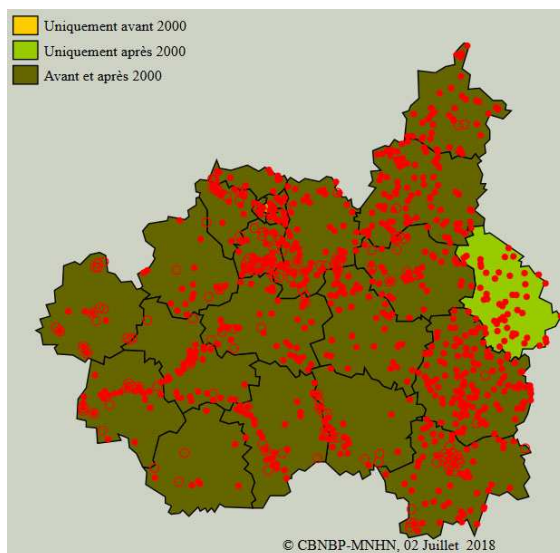 Uniquement avant 2000
Uniquement après 2000
Avant et après 2000
© CBNBP-MNHN, 02 Juillet 2018